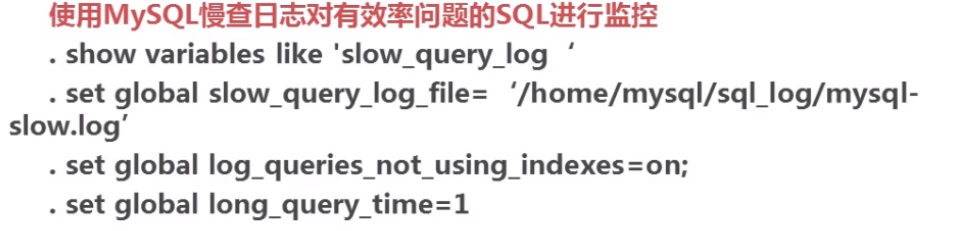 使用MySQL慢查日志对有效率问题的SQL进行监控
. show variables like 'slow_query_log ‘
. set global slow_query_log_file= ‘/home/mysql/sql_log/mysql-
slow.log’
. set global log_queries_not_using_indexes=on;
. set global long_query_time=1